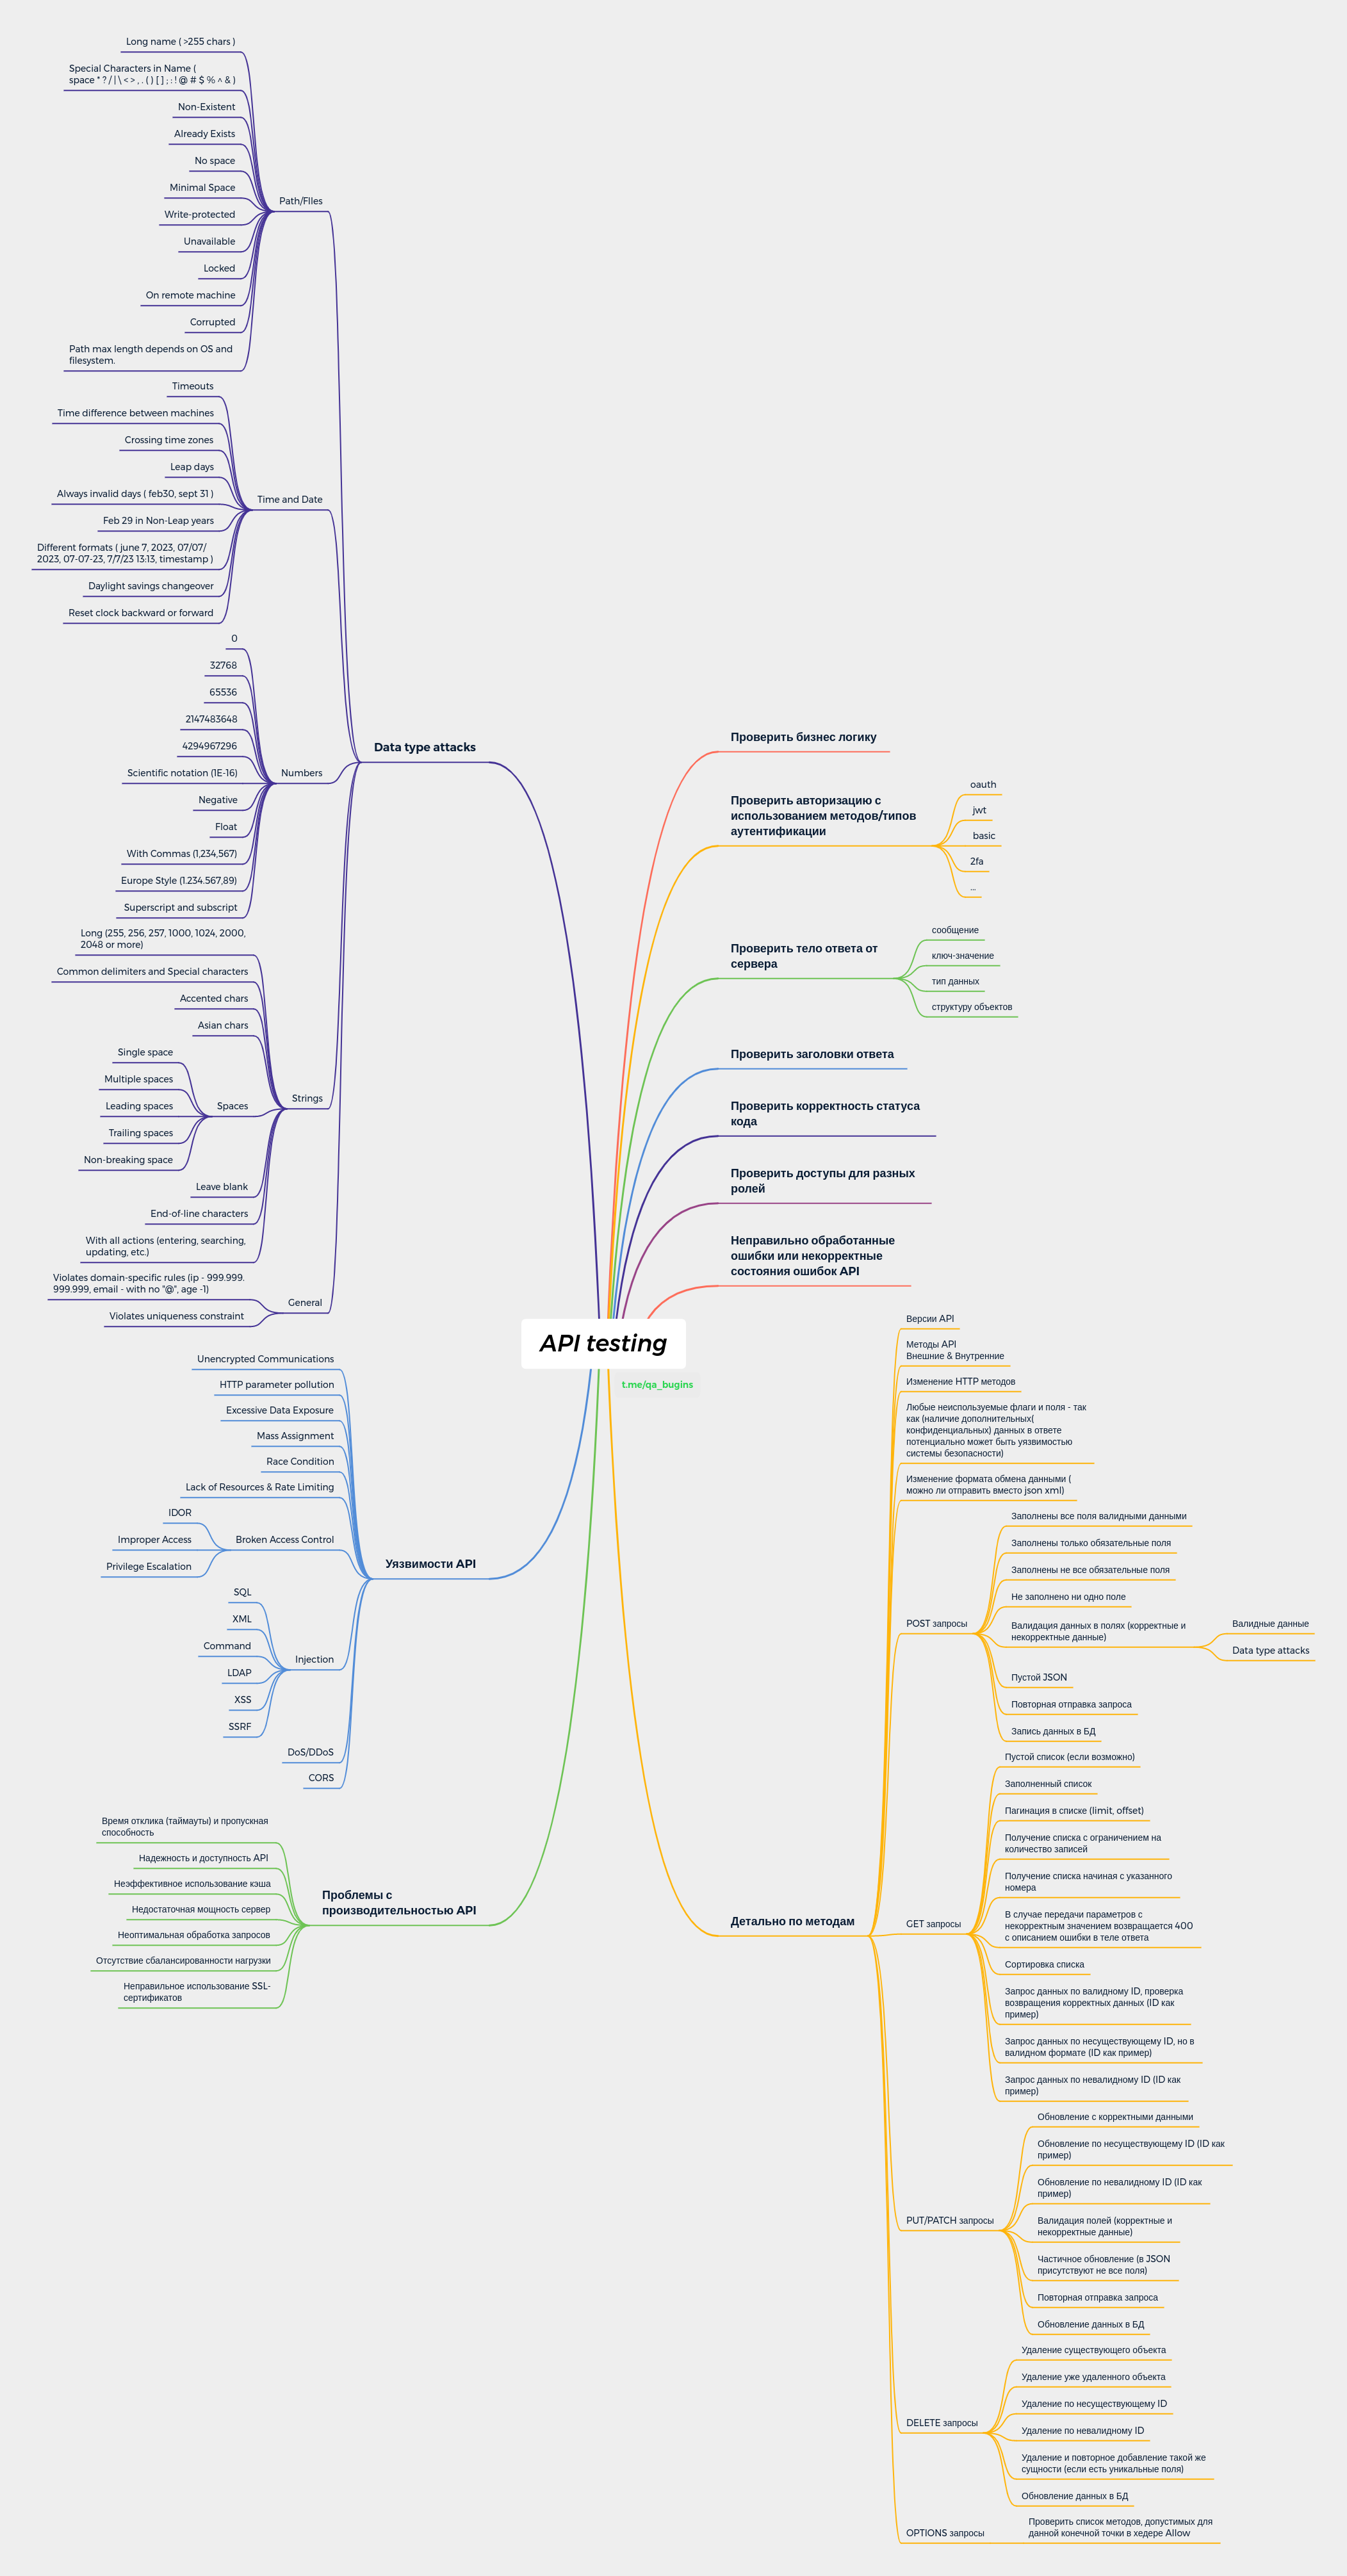 Long name ( >255 chars )
Special Characters in Name (
space * ? / | \ < > , . ( ) [ ] ; : ! @ # $ % ^ & )
Non-Existent
Already Exists
No space
Minimal Space
Write-protected
Unavailable
Locked
On remote machine
Corrupted
Path max length depends on OS and
filesystem.
Path/FIles
Timeouts
Time difference between machines
Crossing time zones
Leap days
Always invalid days ( feb30, sept 31 )
Feb 29 in Non-Leap years
Different formats ( june 7, 2023, 07/07/
2023, 07-07-23, 7/7/23 13:13, timestamp )
Daylight savings changeover
Reset clock backward or forward
Time and Date
0
32768
65536
2147483648
4294967296
Scientific notation (1E-16)
Negative
Float
With Commas (1,234,567)
Europe Style (1.234.567,89)
Superscript and subscript
Numbers
Long (255, 256, 257, 1000, 1024, 2000,
2048 or more)
Common delimiters and Special characters
Accented chars
Asian chars
Single space
Multiple spaces
Leading spaces
Trailing spaces
Non-breaking space
Spaces
Leave blank
End-of-line characters
With all actions (entering, searching,
updating, etc.)
Strings
Violates domain-specific rules (ip - 999.999.
999.999, email - with no "@", age -1)
Violates uniqueness constraint
General
Data type attacks
Unencrypted Communications
HTTP parameter pollution
Excessive Data Exposure
Mass Assignment
Race Condition
Lack of Resources & Rate Limiting
IDOR
Improper Access
Privilege Escalation
Broken Access Control
SQL
XML
Command
LDAP
XSS
SSRF
Injection
DoS/DDoS
CORS
Уязвимости API
Время отклика (таймауты) и пропускная
способность
Надежность и доступность API
Неэффективное использование кэша
Недостаточная мощность сервер
Неоптимальная обработка запросов
Отсутствие сбалансированности нагрузки
Неправильное использование SSL-
сертификатов
Проблемы с
производительностью API
API testing
t.me/qa_bugins
Проверить бизнес логику
Проверить авторизацию с
использованием методов/типов
аутентификации
oauth
jwt
basic
2fa
...
Проверить тело ответа от
сервера
сообщение
ключ-значение
тип данных
структуру объектов
Проверить заголовки ответа
Проверить корректность статуса
кода
Проверить доступы для разных
ролей
Неправильно обработанные
ошибки или некорректные
состояния ошибок API
Детально по методам
Версии API
Методы API
Внешние & Внутренние
Изменение HTTP методов
Любые неиспользуемые флаги и поля - так
как (наличие дополнительных(
конфиденциальных) данных в ответе
потенциально может быть уязвимостью
системы безопасности)
Изменение формата обмена данными (
можно ли отправить вместо json xml)
POST запросы
Заполнены все поля валидными данными
Заполнены только обязательные поля
Заполнены не все обязательные поля
Не заполнено ни одно поле
Валидация данных в полях (корректные и
некорректные данные)
Валидные данные
Data type attacks
Пустой JSON
Повторная отправка запроса
Запись данных в БД
GET запросы
Пустой список (если возможно)
Заполненный список
Пагинация в списке (limit, offset)
Получение списка с ограничением на
количество записей
Получение списка начиная с указанного
номера
В случае передачи параметров с
некорректным значением возвращается 400
с описанием ошибки в теле ответа
Сортировка списка
Запрос данных по валидному ID, проверка
возвращения корректных данных (ID как
пример)
Запрос данных по несуществующему ID, но в
валидном формате (ID как пример)
Запрос данных по невалидному ID (ID как
пример)
PUT/PATCH запросы
Обновление с корректными данными
Обновление по несуществующему ID (ID как
пример)
Обновление по невалидному ID (ID как
пример)
Валидация полей (корректные и
некорректные данные)
Частичное обновление (в JSON
присутствуют не все поля)
Повторная отправка запроса
Обновление данных в БД
DELETE запросы
Удаление существующего объекта
Удаление уже удаленного объекта
Удаление по несуществующему ID
Удаление по невалидному ID
Удаление и повторное добавление такой же
сущности (если есть уникальные поля)
Обновление данных в БД
OPTIONS запросы
Проверить список методов, допустимых для
данной конечной точки в хедере Allow